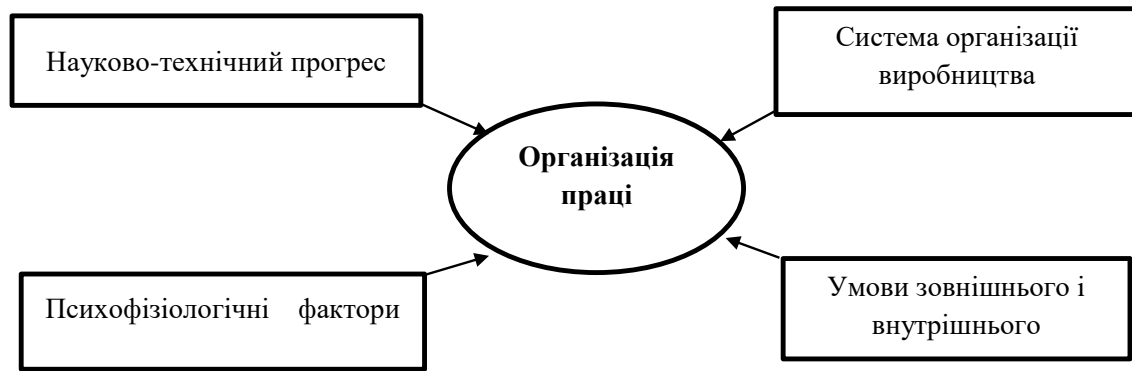 Науково-технічний прогрес
Система організації
виробництва
Організація
праці
Психофізіологічні фактори
Умови зовнішнього і
внутрішнього